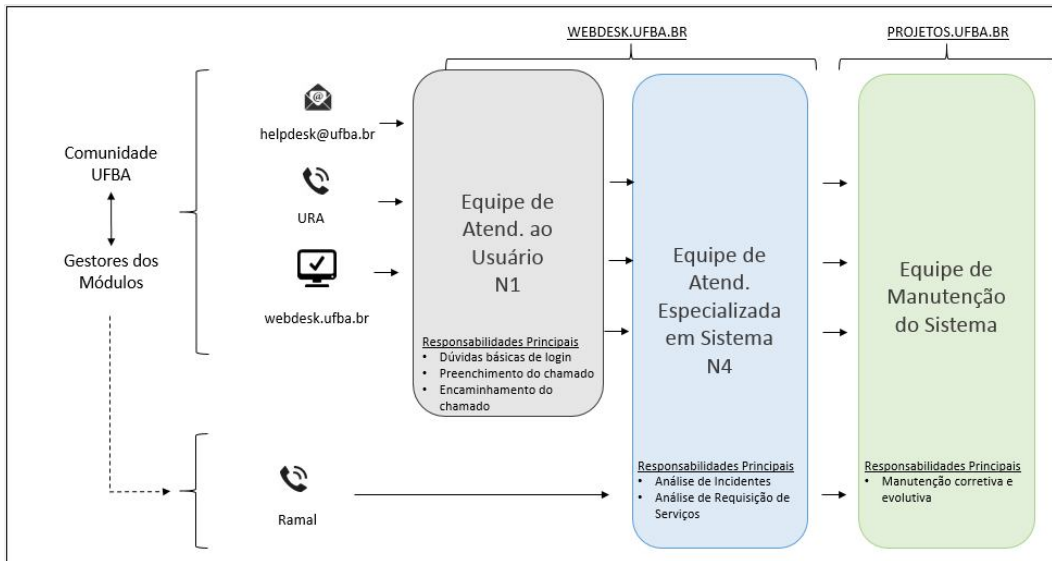 WEBDESK.UFBA.BR
PROJETOS.UFBA.BR
Comunidade
UFBA
Gestores dos
Módulos
helpdesk@ufba.br
URA
webdesk.ufba.br
Ramal
Equipe de
Atend. ao
Usuário
N1
Responsabilidades Principais
• Dúvidas básicas de login
• Preenchimento do chamado
• Encaminhamento do
chamado
Equipe de
Atend.
Especializada
em Sistema
N4
Responsabilidades Principais
• Análise de Incidentes
• Análise de Requisição de
Serviços
Equipe de
Manutenção
do Sistema
Responsabilidades Principais
• Manutenção corretiva e
evolutiva